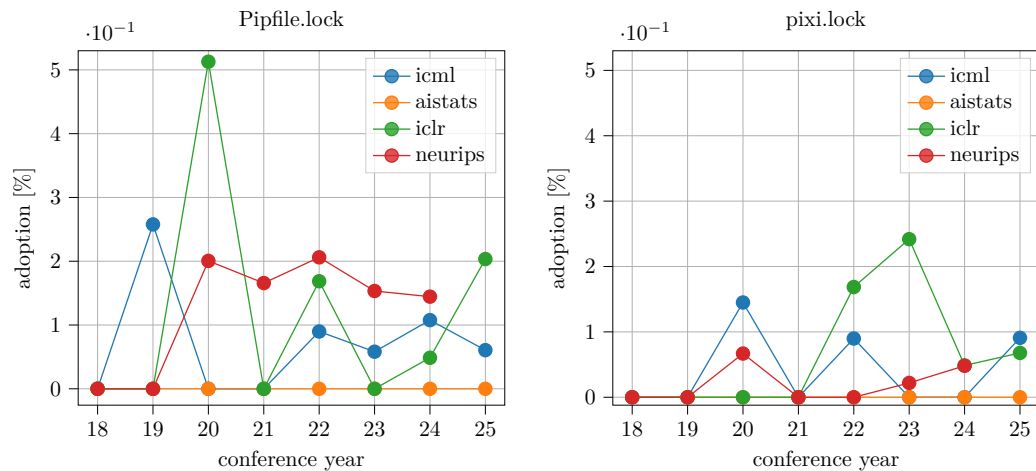 Pipfile.lock
·10⁻¹
5
4
3
2
1
0
adoption [%]
18 19 20 21 22 23 24 25
conference year
icml
aistats
iclr
neurips
pixi.lock
·10⁻¹
5
4
3
2
1
0
adoption [%]
18 19 20 21 22 23 24 25
conference year
icml
aistats
iclr
neurips